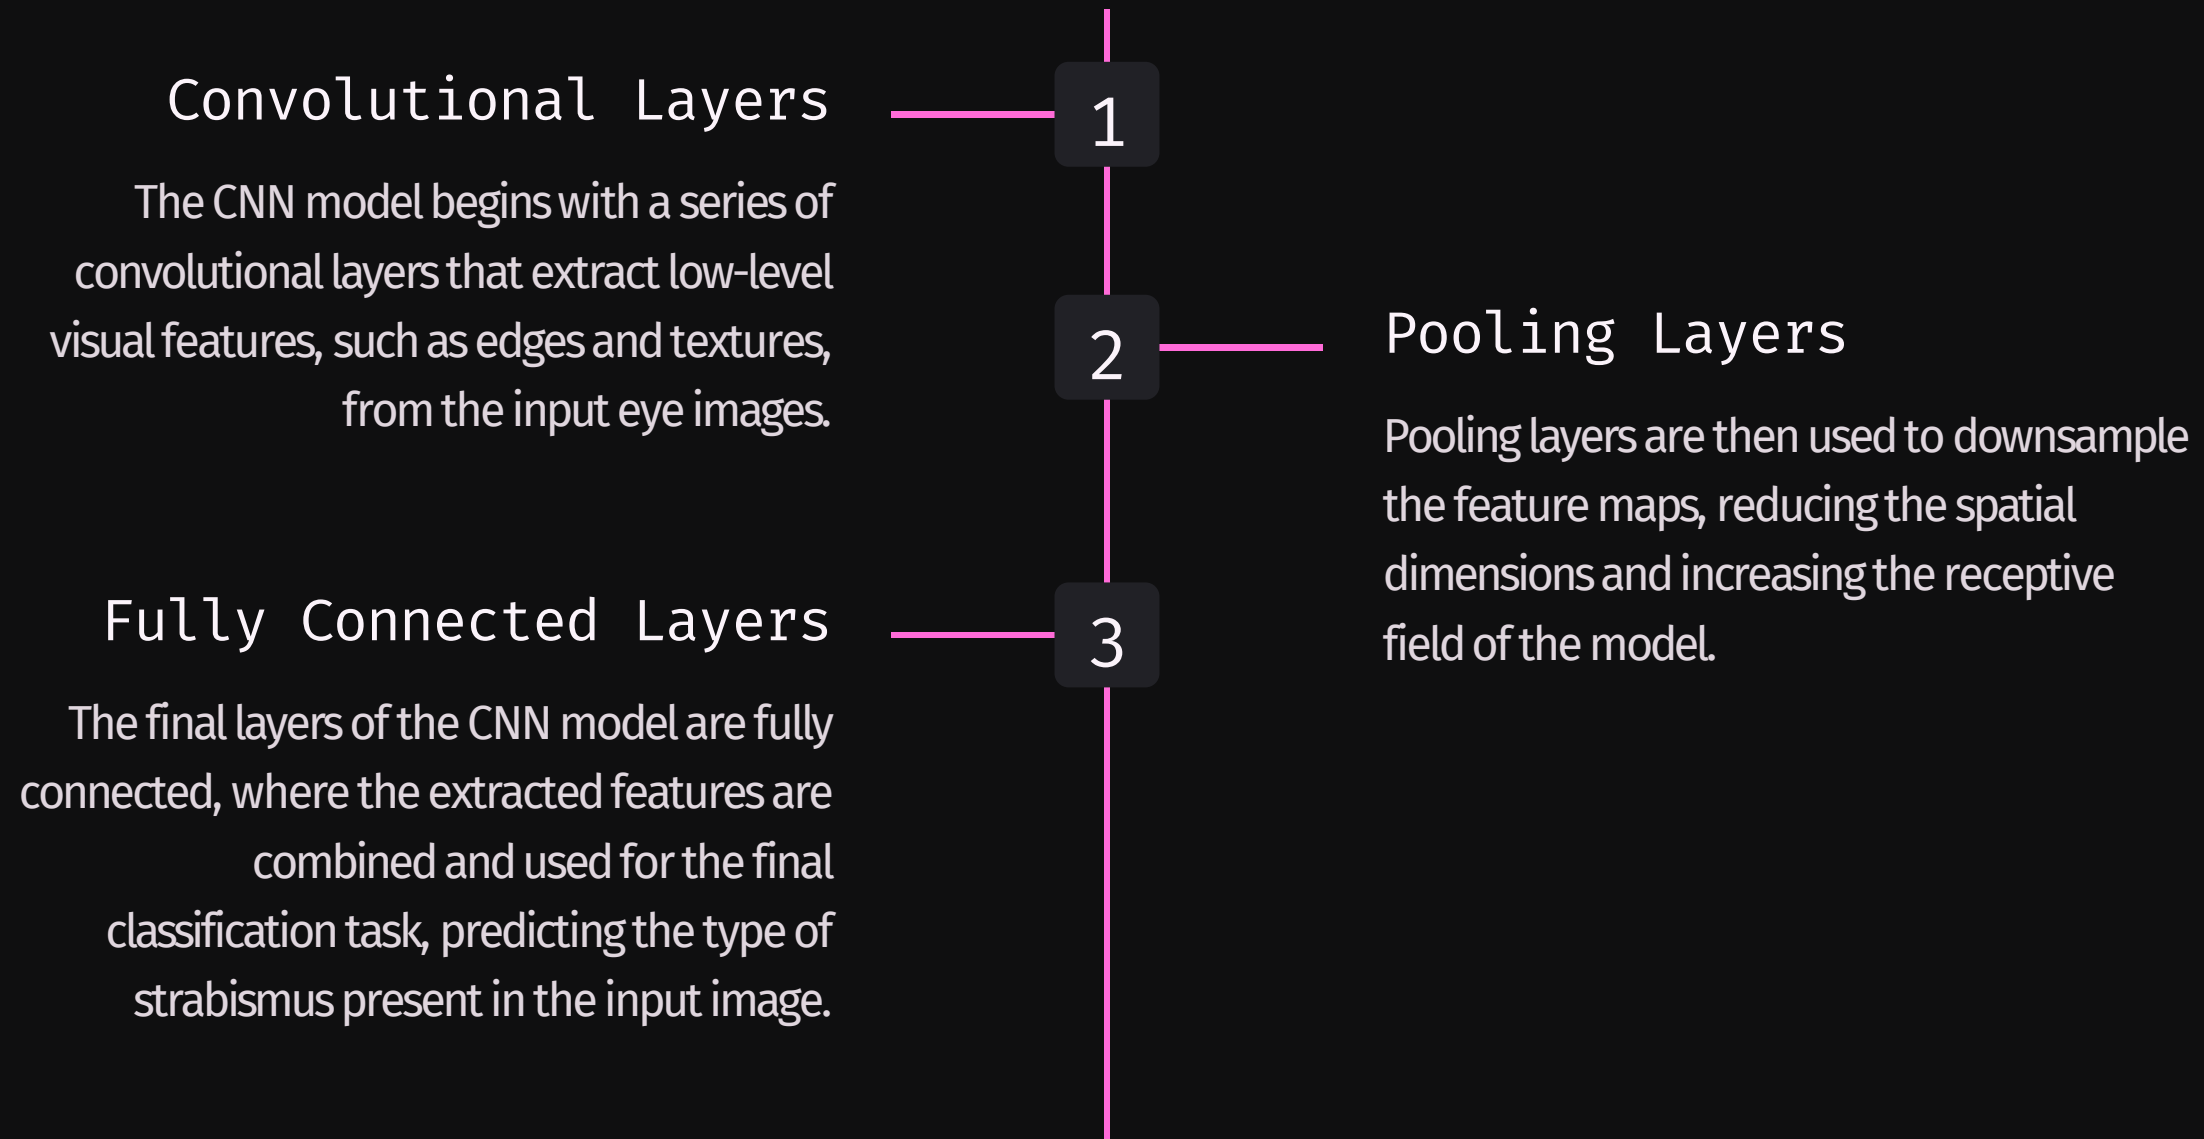 1
Convolutional Layers
The CNN model begins with a series of
convolutional layers that extract low-level
visual features, such as edges and textures,
from the input eye images.
2
Pooling Layers
Pooling layers are then used to downsample
the feature maps, reducing the spatial
dimensions and increasing the receptive
field of the model.
3
Fully Connected Layers
The final layers of the CNN model are fully
connected, where the extracted features are
combined and used for the final
classification task, predicting the type of
strabismus present in the input image.